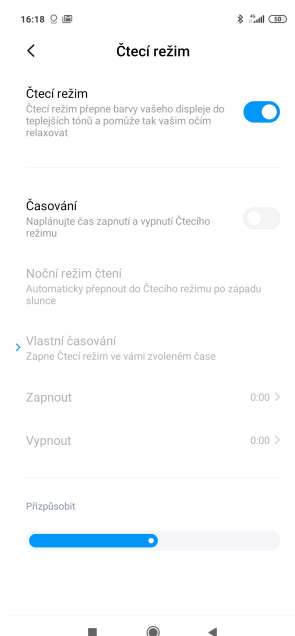 16:18
50
Čtecí režim
Čtecí režim
Čtecí režim přepne barvy vašeho displeje do
teplejších tónů a pomůže tak vašim očím
relaxovat
Časování
Naplánujte čas zapnutí a vypnutí Čtecího
režimu
Noční režim čtení
Automaticky přepnout do Čtecího režimu po západu
slunce
Vlastní časování
Zapne Čtecí režim ve vámi zvoleném čase
Zapnout 0:00
Vypnout 0:00
Přizpůsobit